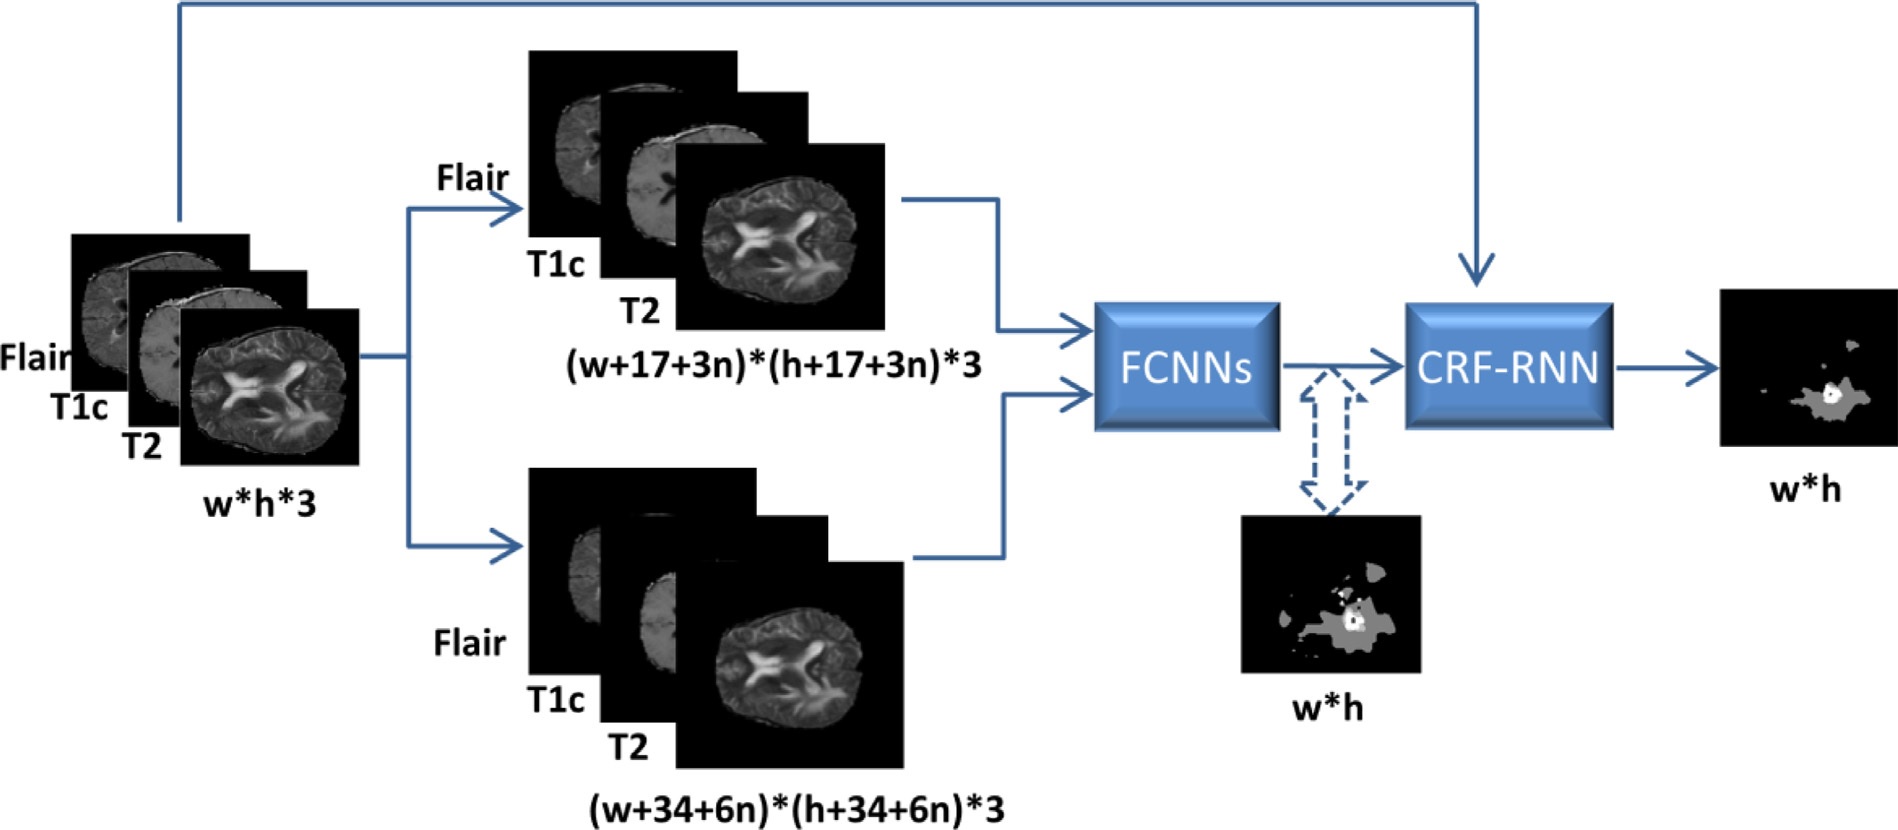 Flair
T1c
T2
w*h*3
Flair
T1c
T2
(w+17+3n)*(h+17+3n)*3
Flair
T1c
T2
(w+34+6n)*(h+34+6n)*3
FCNNs
CRF-RNN
w*h
w*h